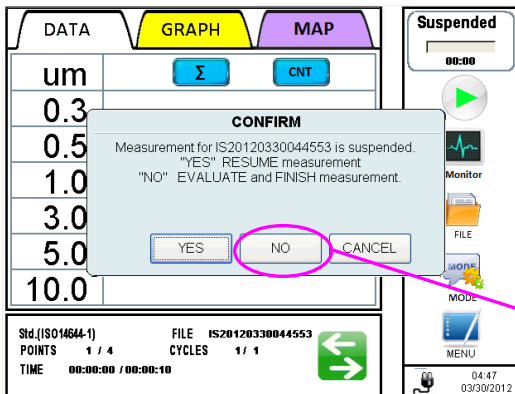 DATA
GRAPH
MAP
Suspended
00:00
um
Σ
CNT
0.3
0.5
1.0
3.0
5.0
10.0
CONFIRM
Measurement for IS20120330044553 is suspended.
"YES" RESUME measurement
"NO" EVALUATE and FINISH measurement.
YES
NO
CANCEL
Monitor
FILE
MODE
MODE
MENU
Std.(ISO14644-1)
FILE IS20120330044553
POINTS 1 / 4
CYCLES 1 / 1
TIME 00:00:00 / 00:00:10
04:47
03/30/2012